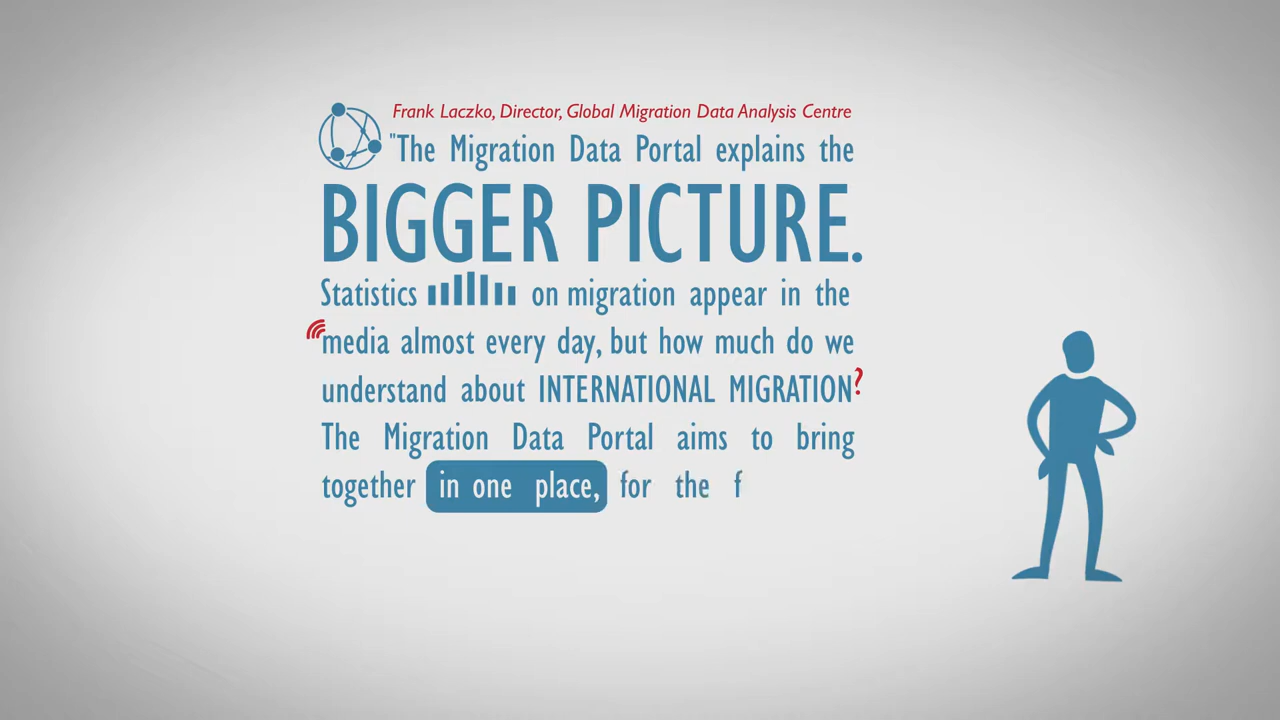 Frank Laczko, Director, Global Migration Data Analysis Centre
"The Migration Data Portal explains the
BIGGER PICTURE.
Statistics on migration appear in the
media almost every day, but how much do we
understand about INTERNATIONAL MIGRATION?
The Migration Data Portal aims to bring
together in one place, for the f